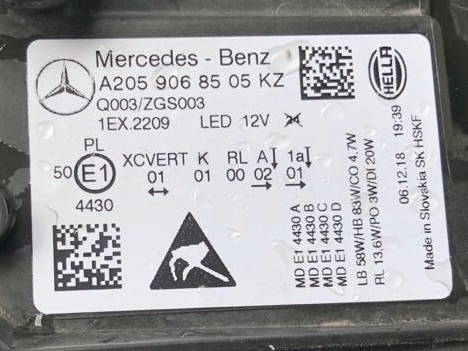 Mercedes - Benz
A205 906 85 05 KZ
Q003/ZGS003
1EX.2209 LED 12V
HELLA
PL
50 E1
4430
XCVERT K RL A 1a
01 01 00 02 01
↔ ↔ ↔
MD E1 4430 A
MD E1 4430 B
MD E1 4430 C
MD E1 4430 D
LB 58W/HB 83W/CO 4.7W
RL 13,6W/PO 3W/DI 20W
06.12.18 19:39
Made in Slovakia SK HSKF